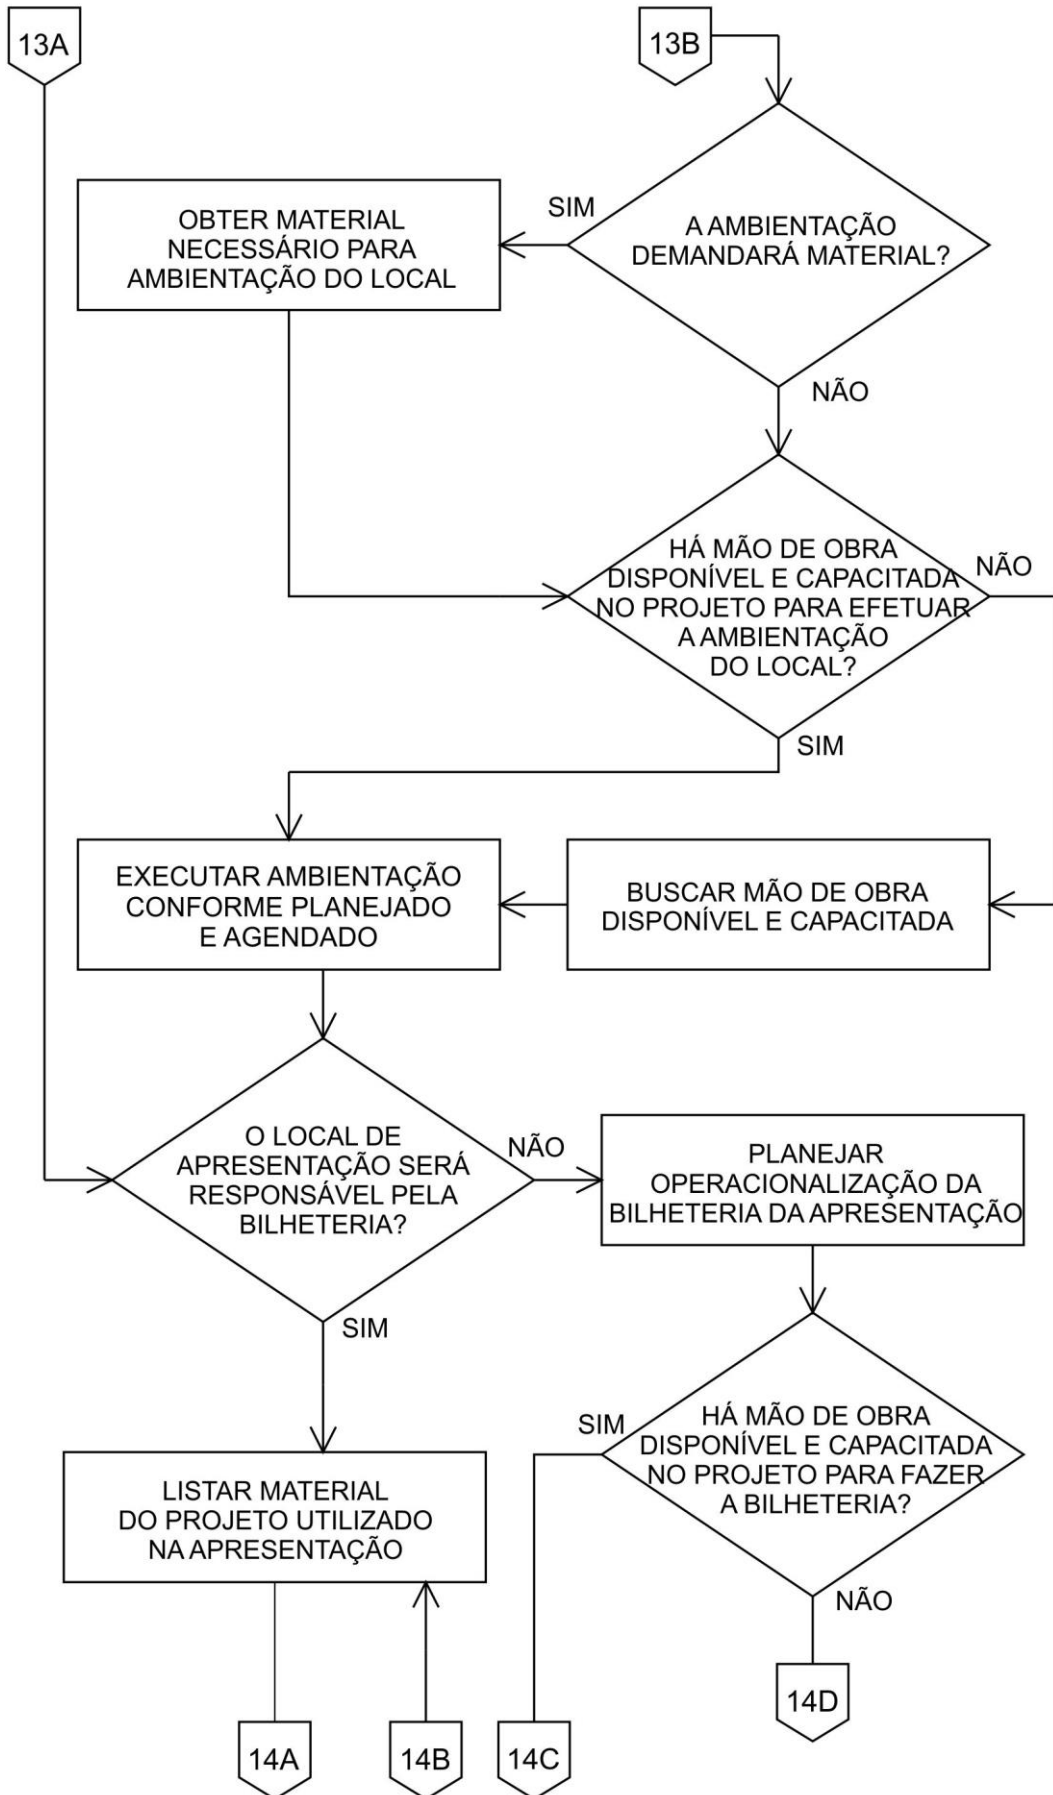 13A
13B
SIM
A AMBIENTAÇÃO
DEMANDARÁ MATERIAL?
OBTER MATERIAL
NECESSÁRIO PARA
AMBIENTAÇÃO DO LOCAL
NÃO
HÁ MÃO DE OBRA
DISPONÍVEL E CAPACITADA
NO PROJETO PARA EFETUAR
A AMBIENTAÇÃO
DO LOCAL?
NÃO
SIM
EXECUTAR AMBIENTAÇÃO
CONFORME PLANEJADO
E AGENDADO
BUSCAR MÃO DE OBRA
DISPONÍVEL E CAPACITADA
O LOCAL DE
APRESENTAÇÃO SERÁ
RESPONSÁVEL PELA
BILHETERIA?
NÃO
PLANEJAR
OPERACIONALIZAÇÃO DA
BILHETERIA DA APRESENTAÇÃO
SIM
SIM
HÁ MÃO DE OBRA
DISPONÍVEL E CAPACITADA
NO PROJETO PARA FAZER
A BILHETERIA?
LISTAR MATERIAL
DO PROJETO UTILIZADO
NA APRESENTAÇÃO
NÃO
14D
14A
14B
14C